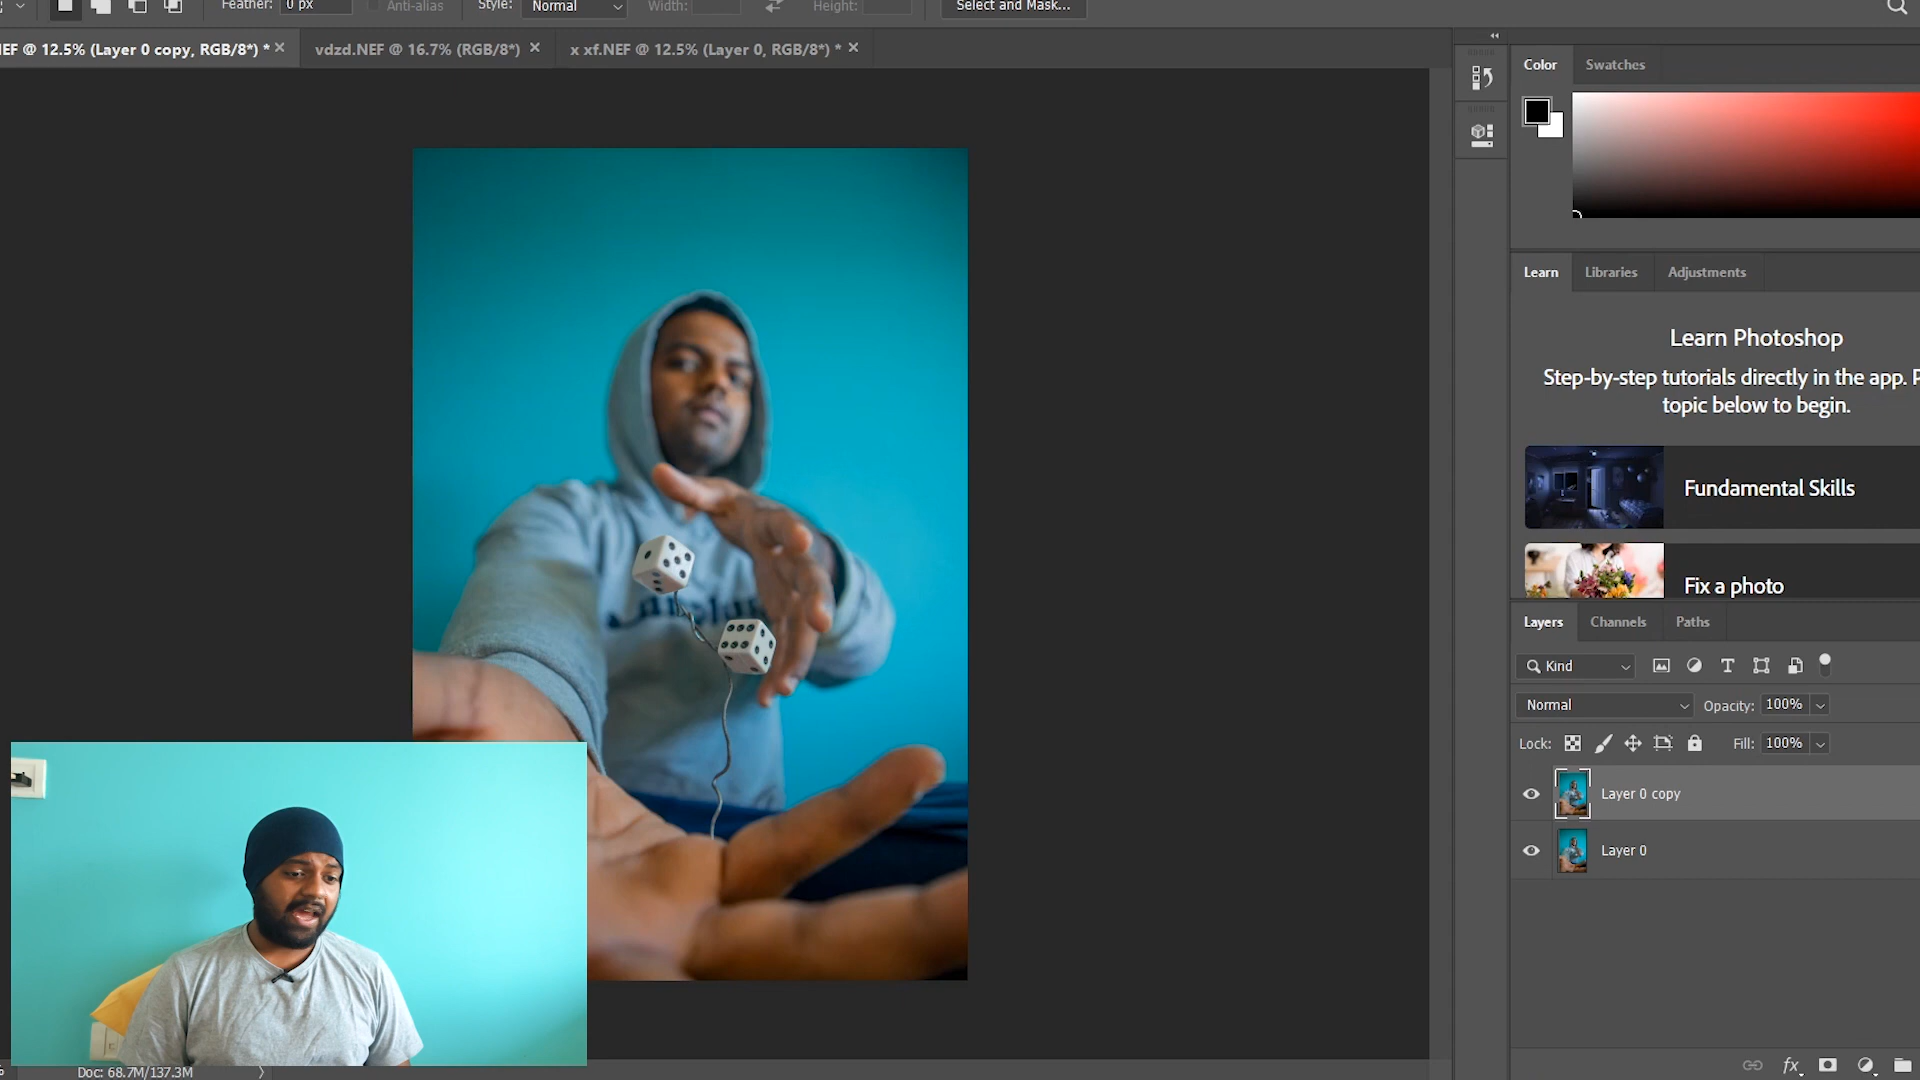 Feather: 0 px Anti-alias Style: Normal Width: Height: Select and Mask...
EF @ 12.5% (Layer 0 copy, RGB/8*) * vdzd.NEF @ 16.7% (RGB/8*) x xf.NEF @ 12.5% (Layer 0, RGB/8*) *
Color Swatches
Learn Libraries Adjustments
Learn Photoshop
Step-by-step tutorials directly in the app. P
topic below to begin.
Fundamental Skills
Fix a photo
Layers Channels Paths
Kind
Normal Opacity: 100%
Lock: Fill: 100%
Layer 0 copy
Layer 0
fx
Doc: 68.7M/137.3M